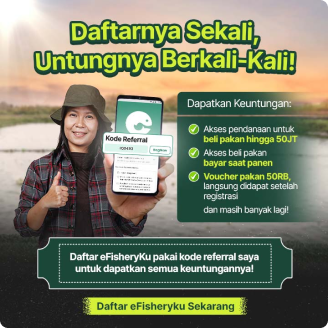 Daftarnya Sekali,
Untungnya Berkali-Kali!
Dapatkan Keuntungan:
Kode Referral
Akses pendanaan untuk
beli pakan hingga 50JT
Akses beli pakan
bayar saat panen
Voucher pakan 50RB,
langsung didapat setelah
registrasi
dan masih banyak lagi!
Daftar eFisheryKu pakai kode referral saya
untuk dapatkan semua keuntungannya!
Daftar eFisheryku Sekarang